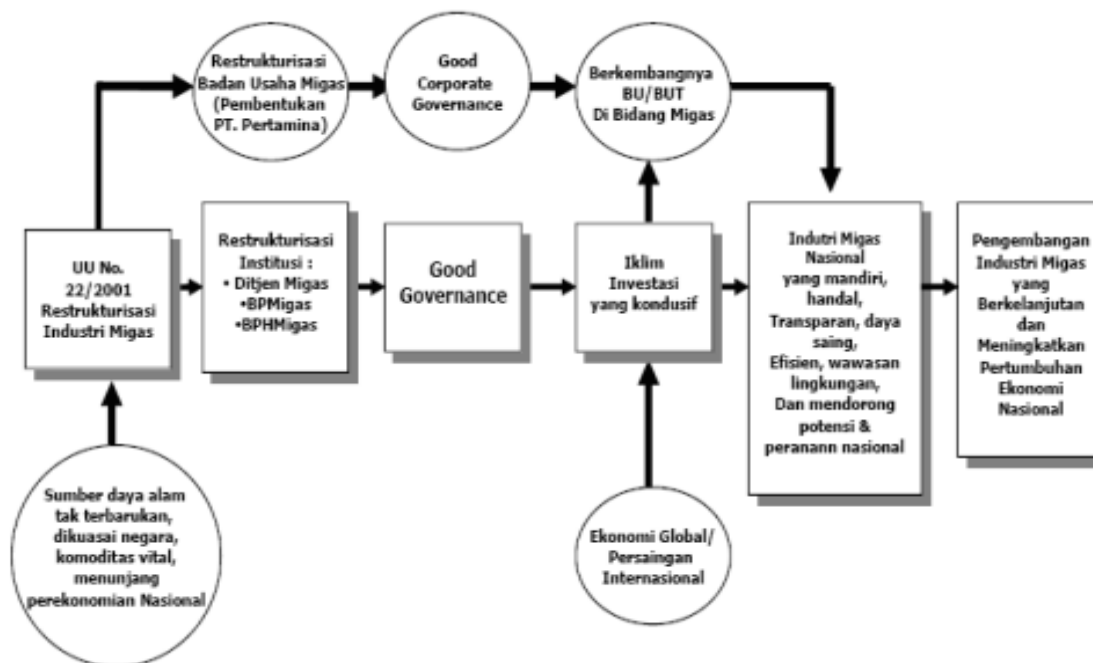 Restrukturisasi
Badan Usaha Migas
(Pembentukan
PT. Pertamina)
Good
Corporate
Governance
Berkembangnya
BU/BUT
Di Bidang Migas
UU No.
22/2001
Restrukturisasi
Industri Migas
Restrukturisasi
Institusi :
• Ditjen Migas
•BPMigas
•BPHMigas
Good
Governance
Iklim
Investasi
yang kondusif
Indutri Migas
Nasional
yang mandiri,
handal,
Transparan, daya
saing,
Efisien, wawasan
lingkungan,
Dan mendorong
potensi &
peranann nasional
Pengembangan
Industri Migas
yang
Berkelanjutan
dan
Meningkatkan
Pertumbuhan
Ekonomi
Nasional
Sumber daya alam
tak terbarukan,
dikuasai negara,
komoditas vital,
menunjang
perekonomian Nasional
Ekonomi Global/
Persaingan
Internasional